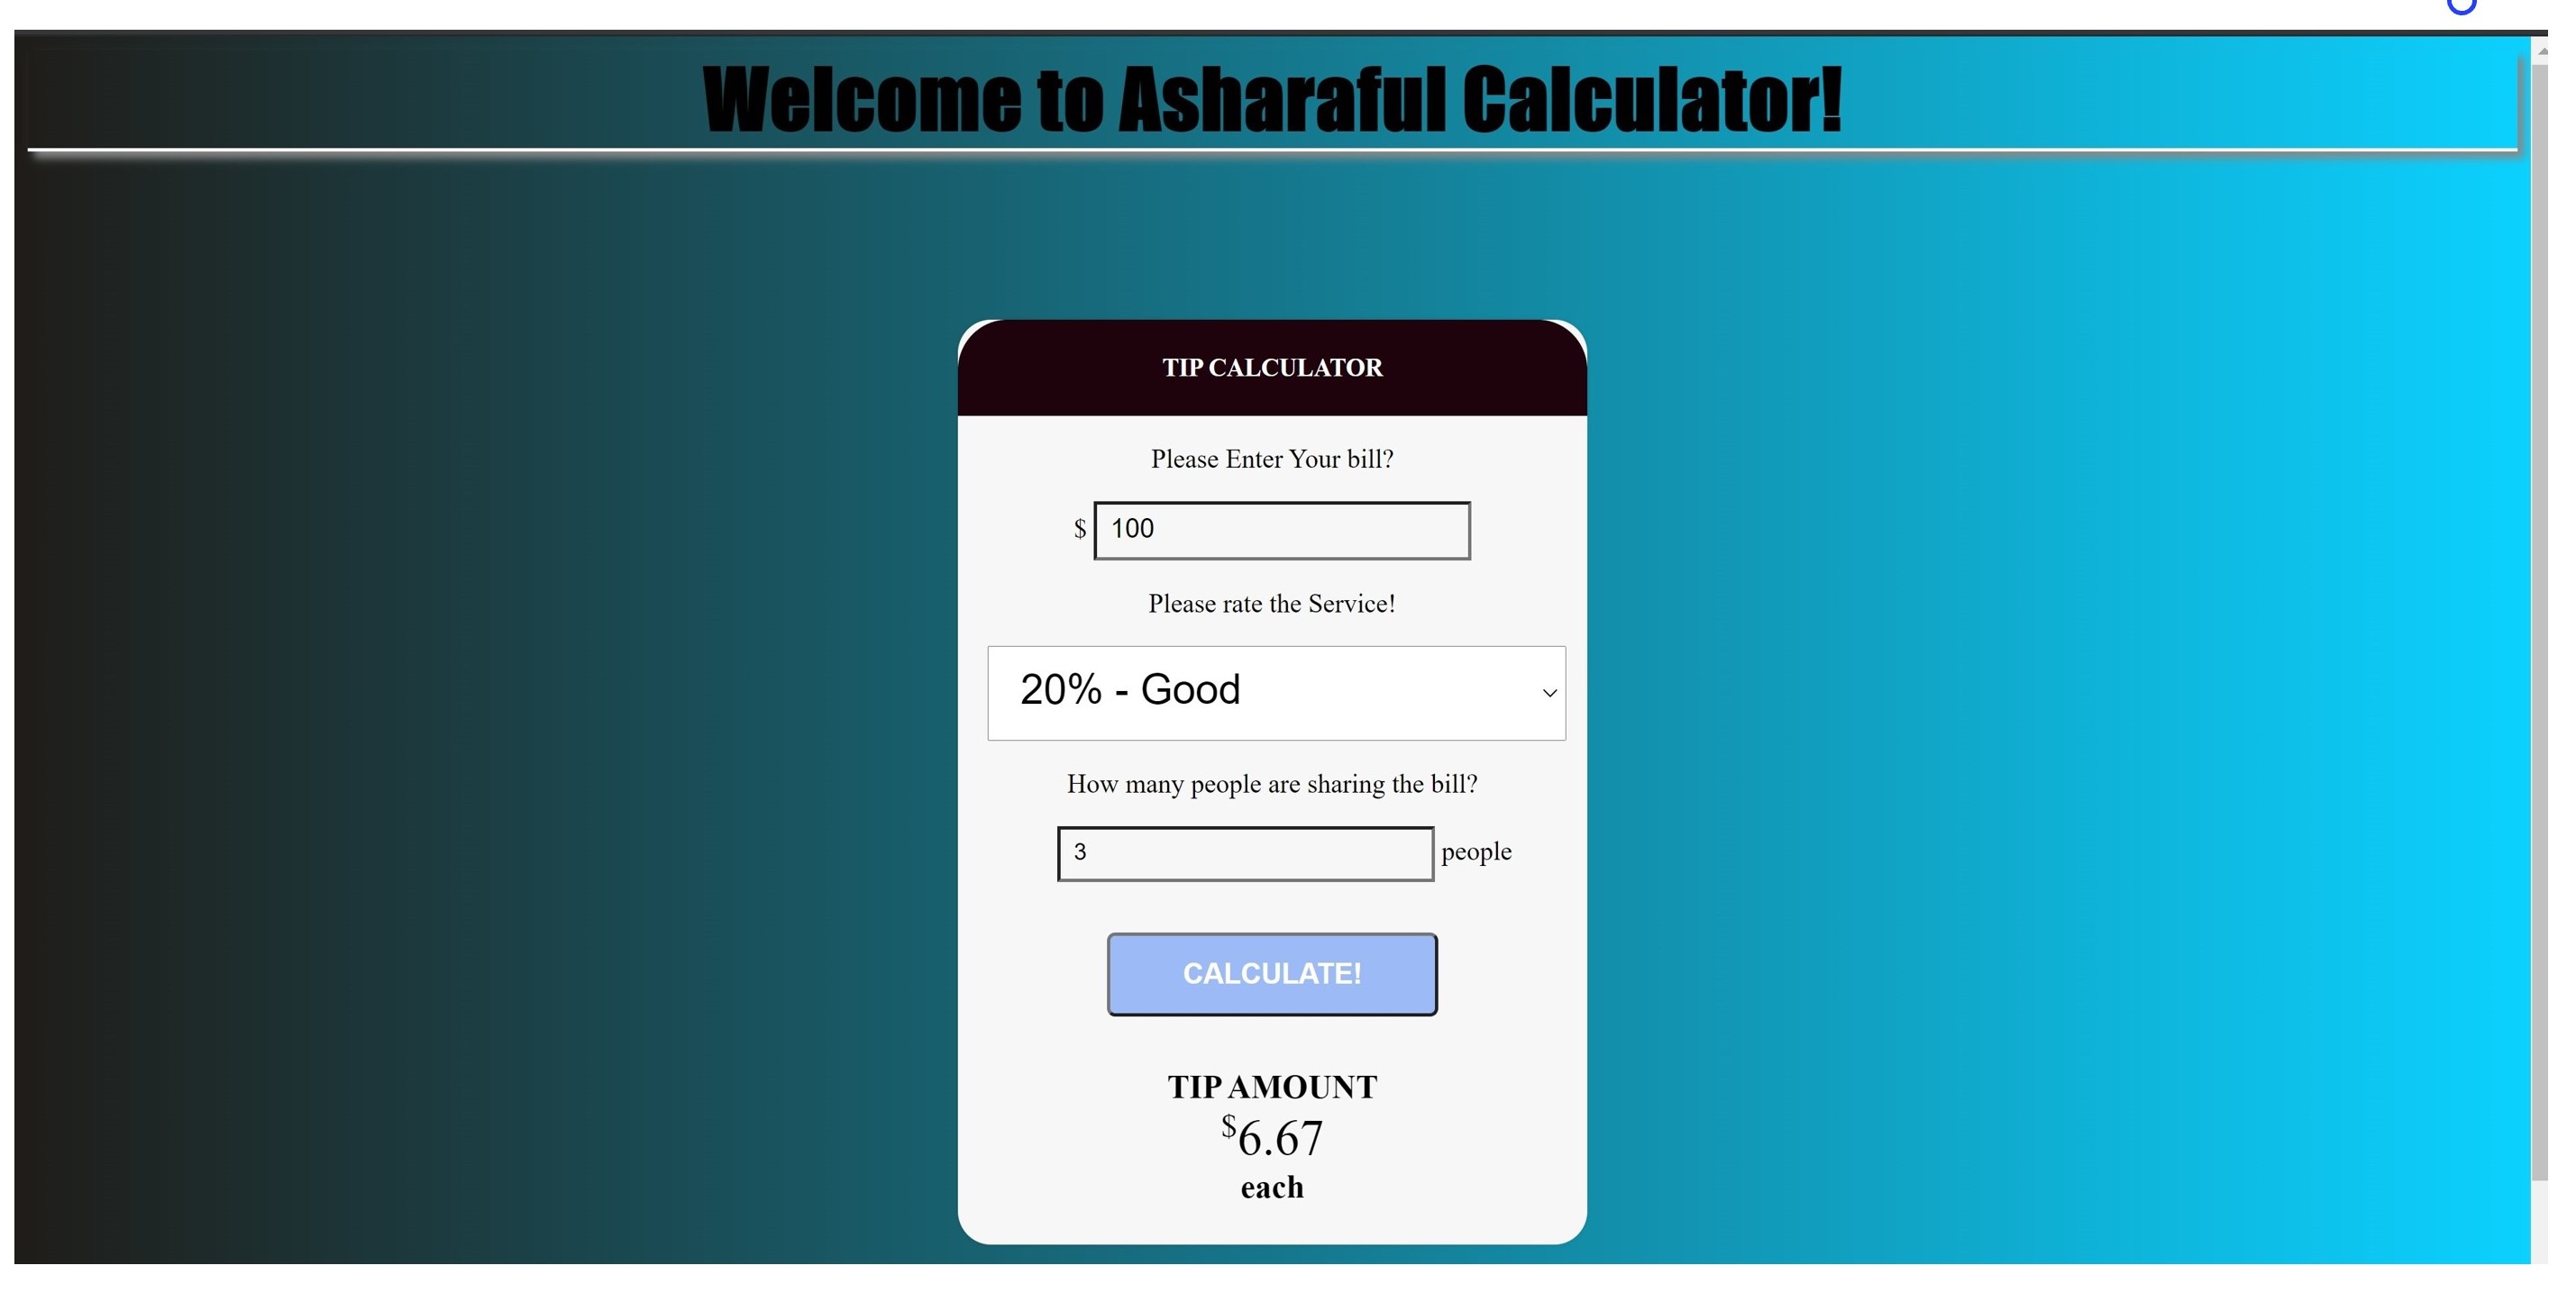 Welcome to Asharaful Calculator!
TIP CALCULATOR
Please Enter Your bill?
$ 100
Please rate the Service!
20% - Good
How many people are sharing the bill?
3 people
CALCULATE!
TIP AMOUNT
$6.67
each